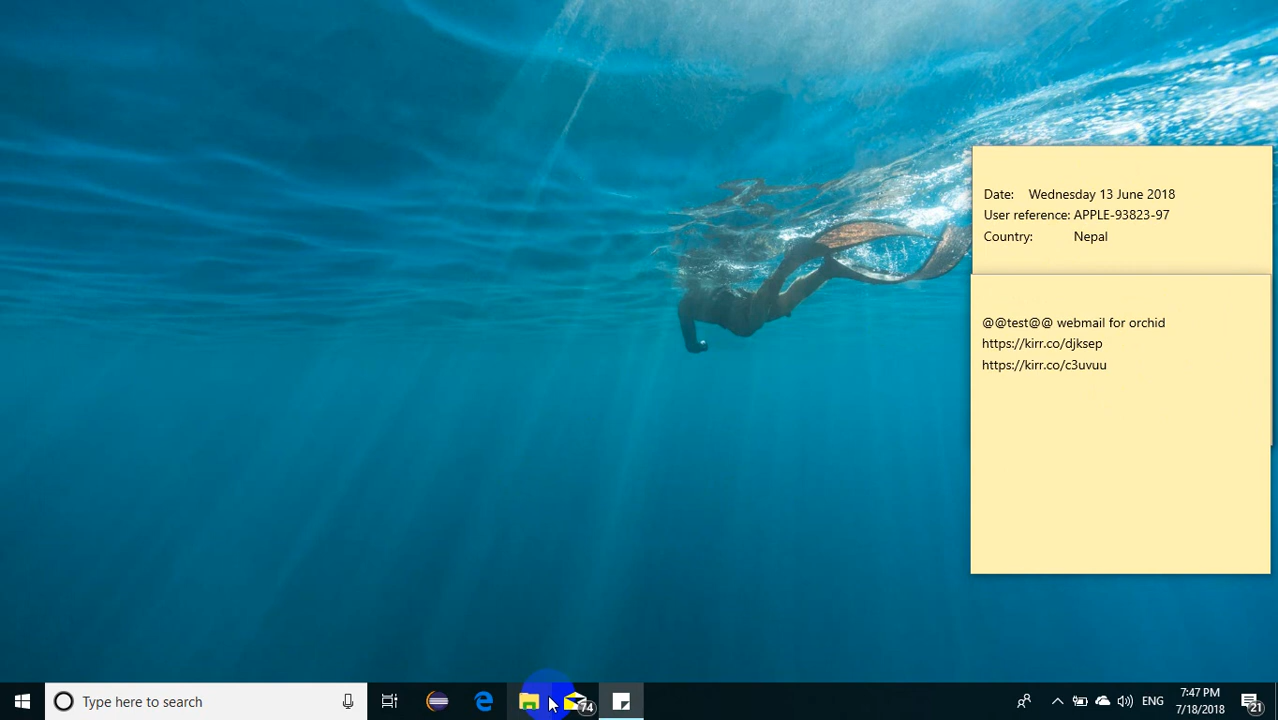 Date: Wednesday 13 June 2018
User reference: APPLE-93823-97
Country: Nepal
@@test@@ webmail for orchid
https://kirr.co/djksep
https://kirr.co/c3uvuu
Type here to search
74
ENG
7:47 PM
7/18/2018
21